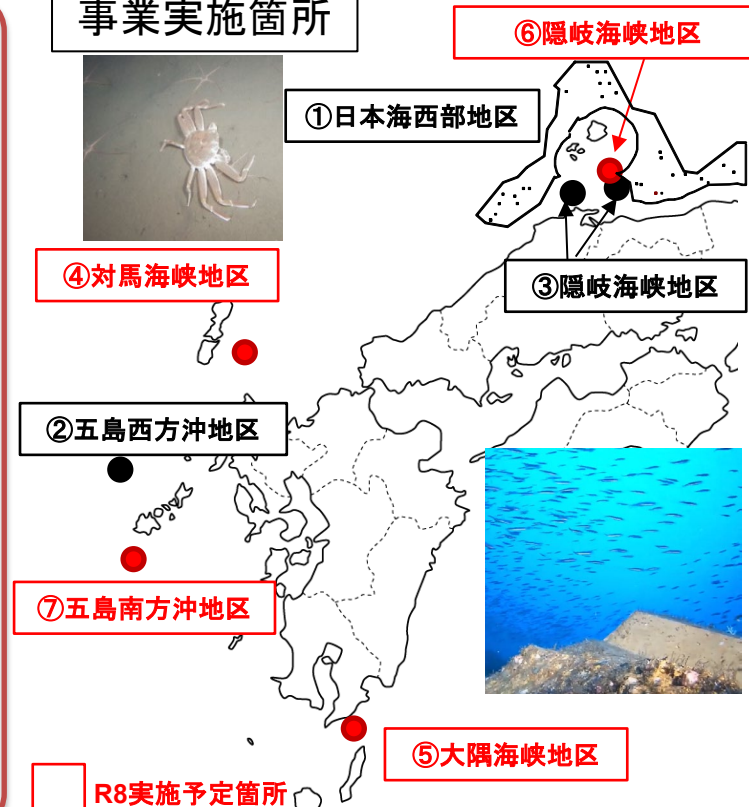 事業実施箇所
⑥隠岐海峡地区
①日本海西部地区
④対馬海峡地区
③隠岐海峡地区
②五島西方沖地区
⑦五島南方沖地区
⑤大隅海峡地区
R8実施予定箇所